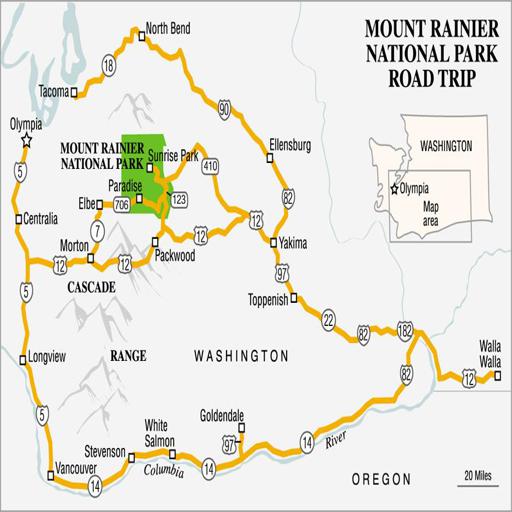 MOUNT RAINIER
NATIONAL PARK
ROAD TRIP
North Bend
18
Tacoma
90
Olympia
WASHINGTON
Ellensburg
MOUNT RAINIER
NATIONAL PARK
Sunrise Park
410
5
Paradise
Olympia
Map
area
82
123
Elbe
706
Centralia
12
7
12
Yakima
Morton
Packwood
12
12
97
5
CASCADE
Toppenish
22
82
182
Longview
RANGE
WASHINGTON
Walla
Walla
82
12
5
Goldendale
White
Salmon
97
14
River
Stevenson
Vancouver
Columbia
14
14
OREGON
20 Miles